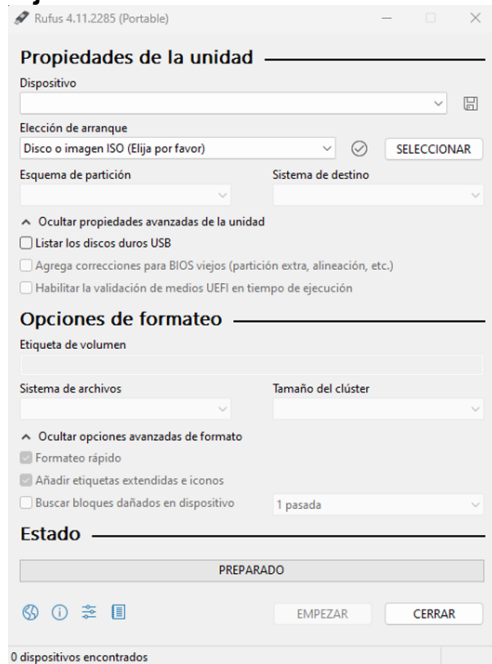 Rufus 4.11.2285 (Portable)
Propiedades de la unidad
Dispositivo
Elección de arranque
Disco o imagen ISO (Elija por favor)
SELECCIONAR
Esquema de partición
Sistema de destino
Ocultar propiedades avanzadas de la unidad
Listar los discos duros USB
Agrega correcciones para BIOS viejos (partición extra, alineación, etc.)
Habilitar la validación de medios UEFI en tiempo de ejecución
Opciones de formateo
Etiqueta de volumen
Sistema de archivos
Tamaño del clúster
Ocultar opciones avanzadas de formato
Formateo rápido
Añadir etiquetas extendidas e iconos
Buscar bloques dañados en dispositivo
1 pasada
Estado
PREPARADO
EMPEZAR
CERRAR
0 dispositivos encontrados